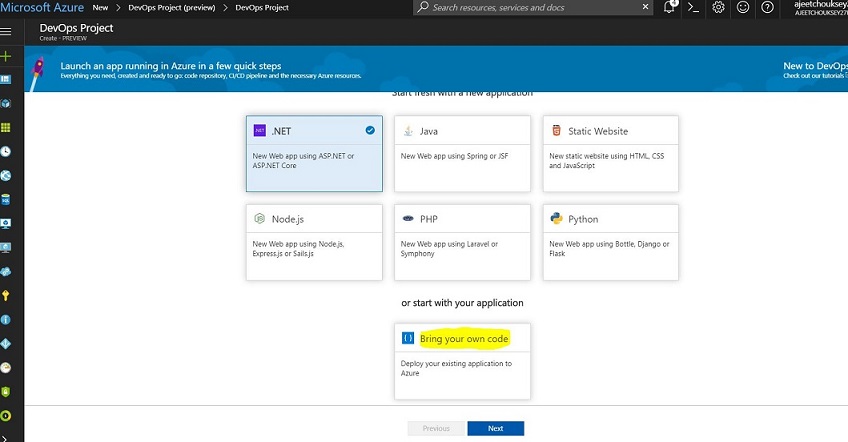 Microsoft Azure New > DevOps Project (preview) > DevOps Project
Search resources, services and docs
ajeetchouksey
AJEETCHOUKSEY27
DevOps Project
Create - PREVIEW
Launch an app running in Azure in a few quick steps
Everything you need, created and ready to go: code repository, CI/CD pipeline and the necessary Azure resources.
New to DevOps
Check out our tutorials
Start fresh with a new application
.NET
New Web app using ASP.NET or
ASP.NET Core
Java
New Web app using Spring or JSF
Static Website
New static website using HTML, CSS
and JavaScript
Node.js
New Web app using Node.js,
Express.js or Sails.js
PHP
New Web app using Laravel or
Symphony
Python
New Web app using Bottle, Django or
Flask
or start with your application
Bring your own code
Deploy your existing application to
Azure
Previous
Next